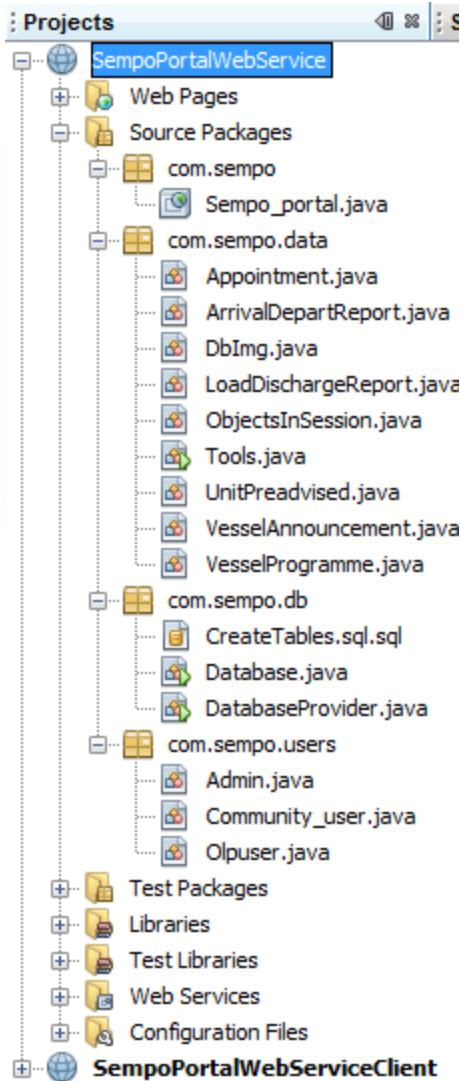 Projects
S
SempoPortalWebService
Web Pages
Source Packages
com.sempo
Sempo_portal.java
com.sempo.data
Appointment.java
ArrivalDepartReport.java
DbImg.java
LoadDischargeReport.java
ObjectsInSession.java
Tools.java
UnitPreadvised.java
VesselAnnouncement.java
VesselProgramme.java
com.sempo.db
CreateTables.sql.sql
Database.java
DatabaseProvider.java
com.sempo.users
Admin.java
Community_user.java
Olpuser.java
Test Packages
Libraries
Test Libraries
Web Services
Configuration Files
SempoPortalWebServiceClient